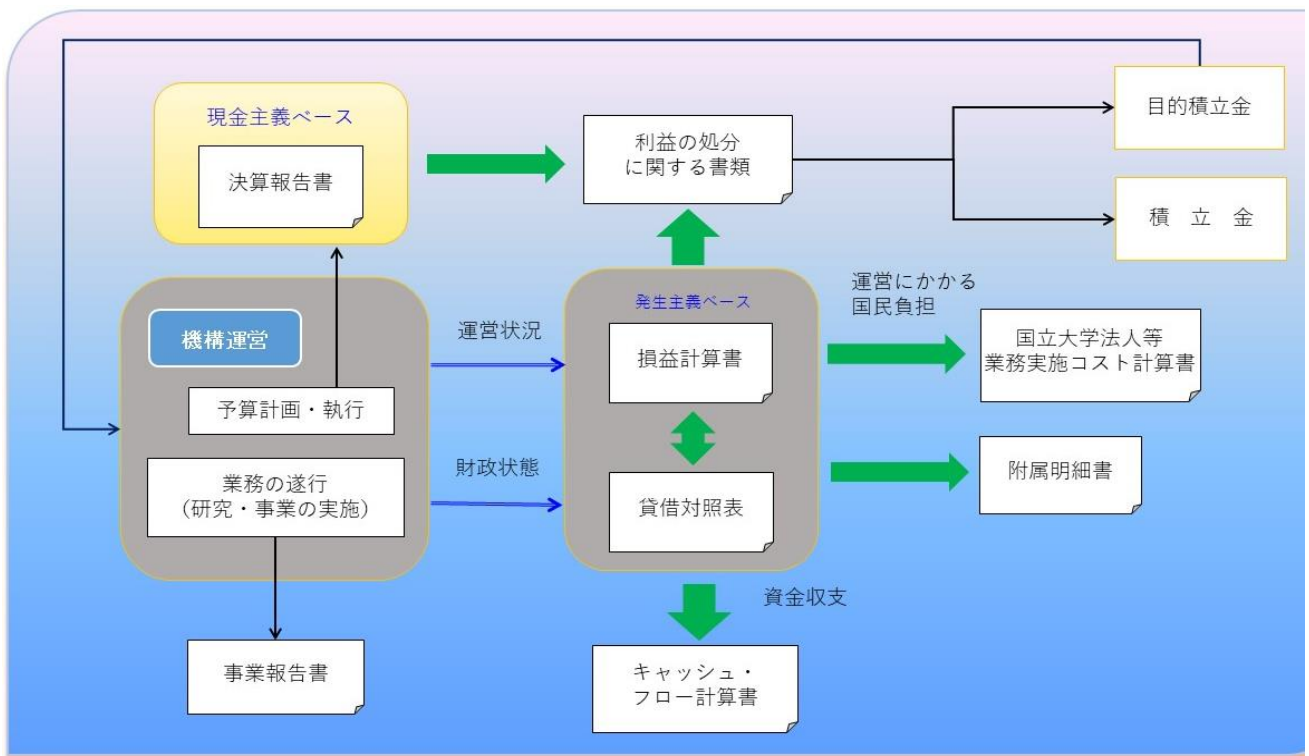 現金主義ベース
決算報告書
利益の処分
に関する書類
目的積立金
積 立 金
機構運営
予算計画・執行
業務の遂行
(研究・事業の実施)
事業報告書
運営状況
財政状態
発生主義ベース
損益計算書
貸借対照表
運営にかかる
国民負担
国立大学法人等
業務実施コスト計算書
附属明細書
資金収支
キャッシュ・
フロー計算書